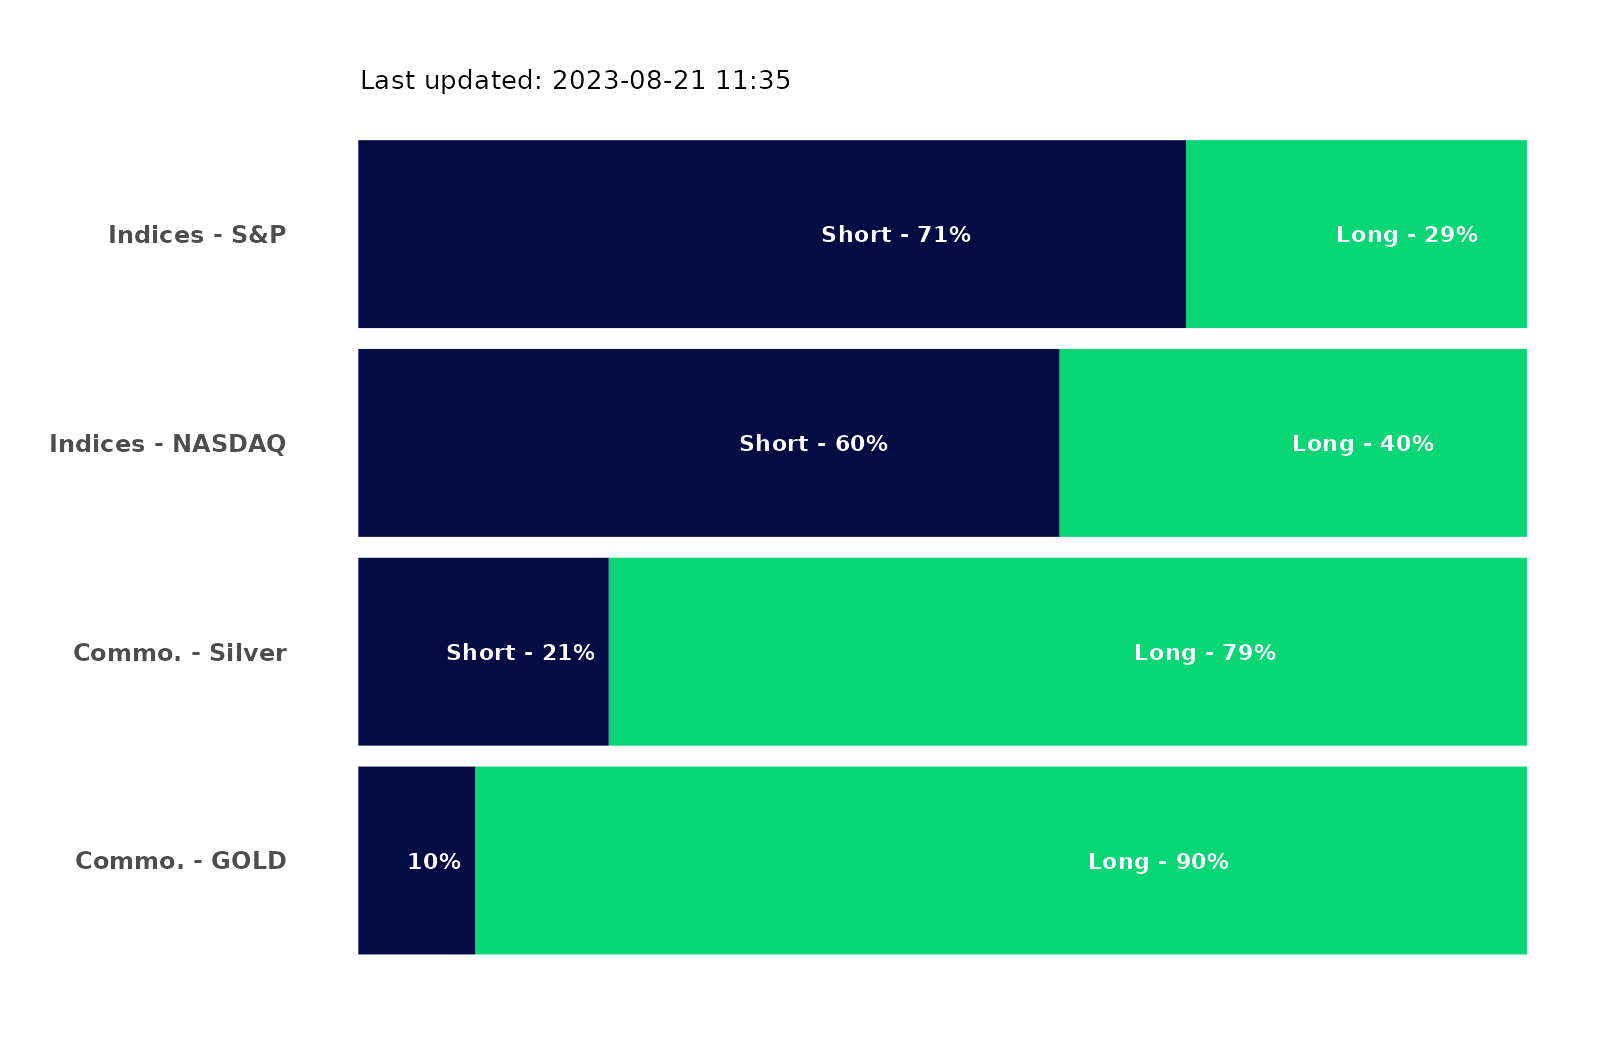 Last updated: 2023-08-21 11:35
Indices - S&P
Short - 71%
Long - 29%
Indices - NASDAQ
Short - 60%
Long - 40%
Commo. - Silver
Short - 21%
Long - 79%
Commo. - GOLD
10%
Long - 90%